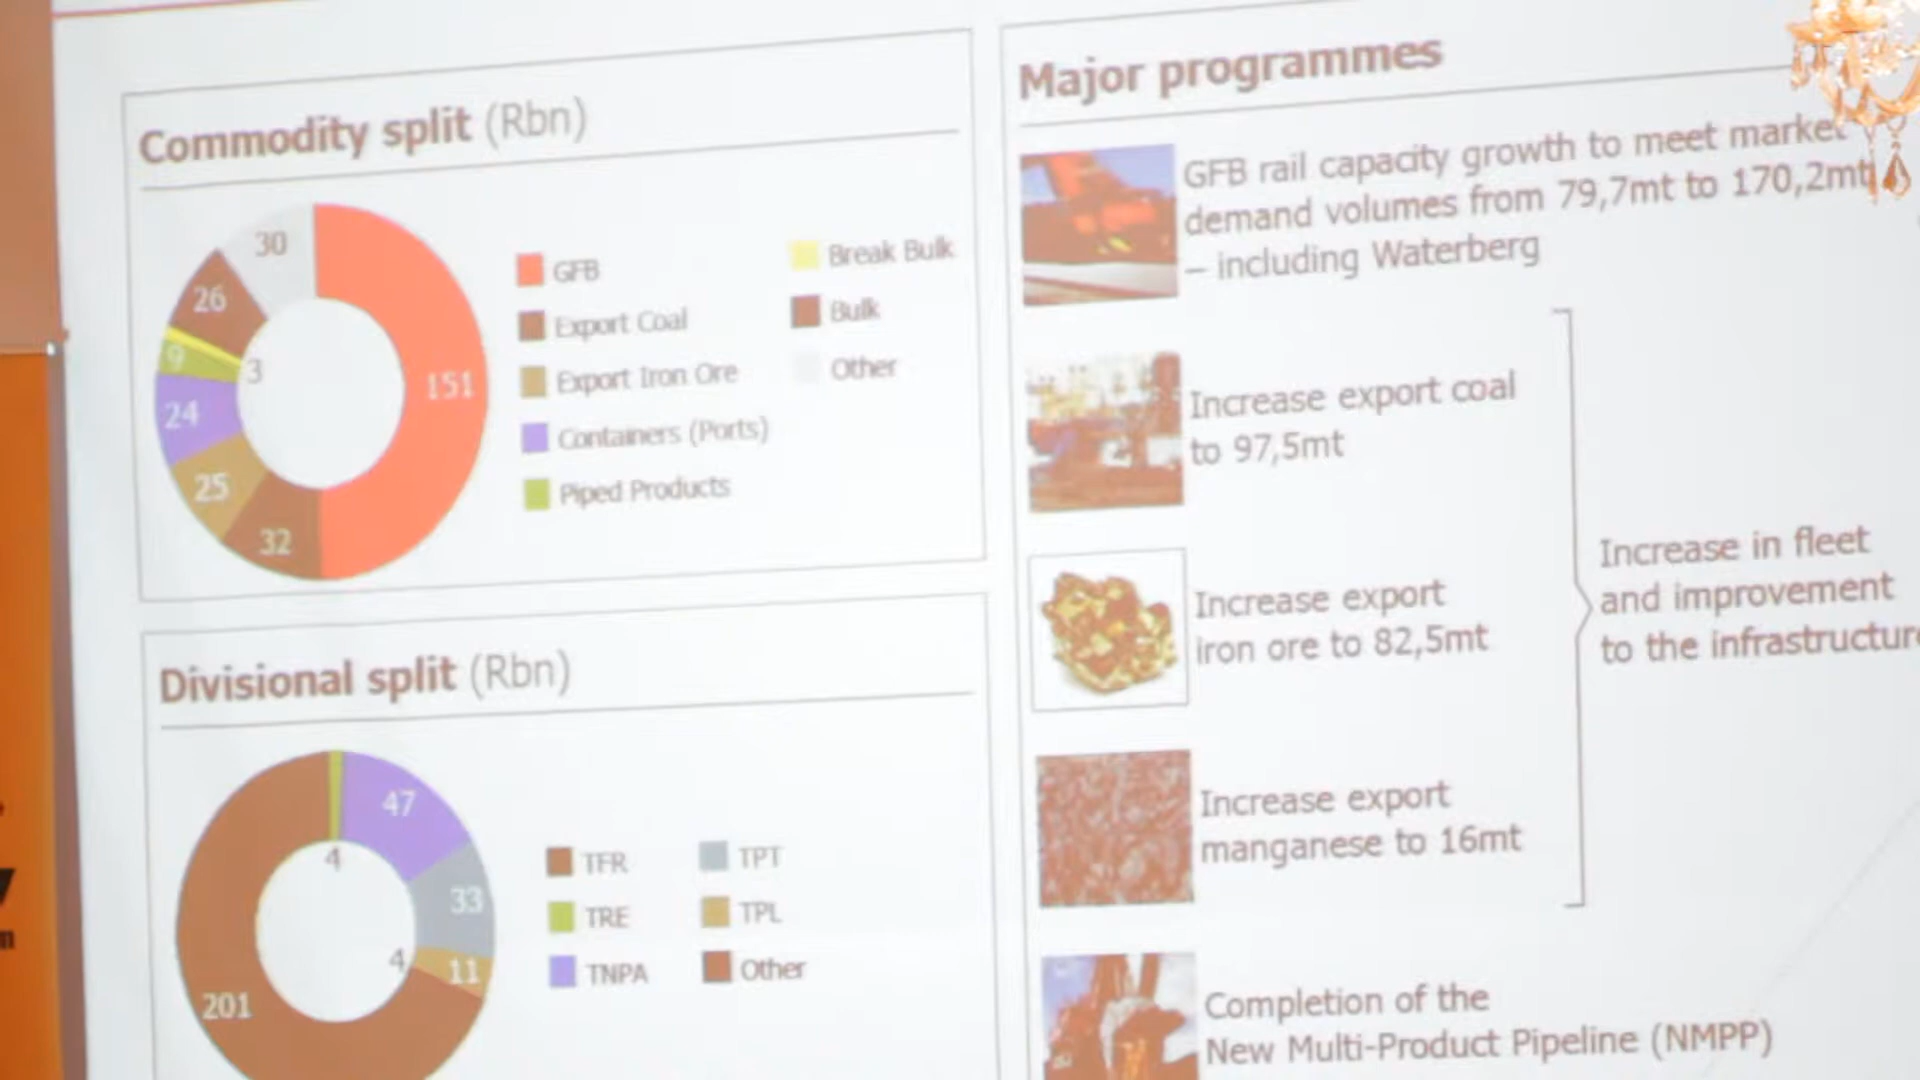 Commodity split (Rbn)
30
26
9
3
24
25
32
151
GFB
Export Coal
Export Iron Ore
Containers (Ports)
Piped Products
Break Bulk
Bulk
Other
Divisional split (Rbn)
4
47
33
4
11
201
TFR
TRE
TNPA
TPT
TPL
Other
Major programmes
GFB rail capacity growth to meet market
demand volumes from 79,7mt to 170,2mt
– including Waterberg
Increase export coal
to 97,5mt
Increase export
iron ore to 82,5mt
Increase export
manganese to 16mt
Increase in fleet
and improvement
to the infrastructure
Completion of the
New Multi-Product Pipeline (NMPP)